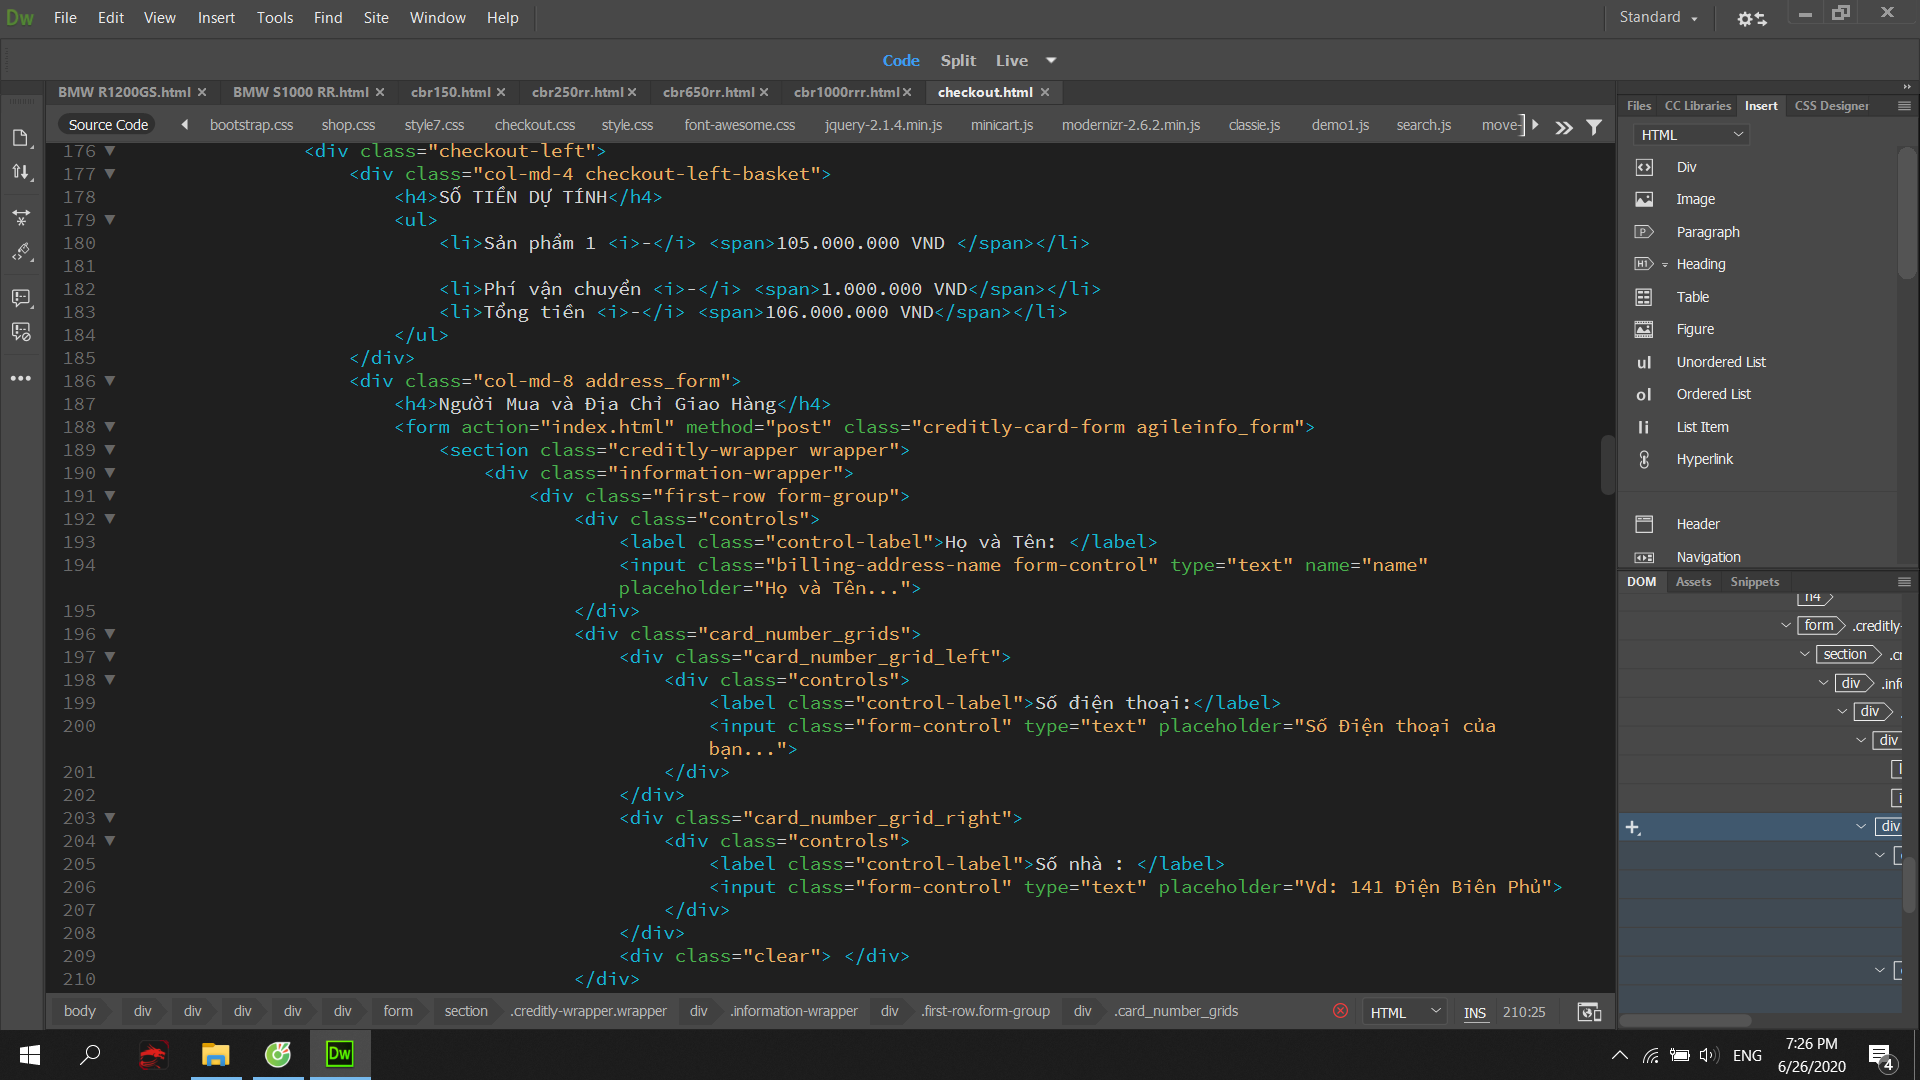 Dw File Edit View Insert Tools Find Site Window Help Standard
Code Split Live
BMW R1200GS.html BMW S1000 RR.html cbr150.html cbr250rr.html cbr650rr.html cbr1000rrr.html checkout.html
Source Code bootstrap.css shop.css style7.css checkout.css style.css font-awesome.css jquery-2.1.4.min.js minicart.js modernizr-2.6.2.min.js classie.js demo1.js search.js move-
176 <div class="checkout-left">
177 <div class="col-md-4 checkout-left-basket">
178 <h4>SỐ TIỀN DỰ TÍNH</h4>
179 <ul>
180 <li>Sản phẩm 1 <i>-</i> <span>105.000.000 VND </span></li>
181
182 <li>Phí vận chuyển <i>-</i> <span>1.000.000 VND</span></li>
183 <li>Tổng tiền <i>-</i> <span>106.000.000 VND</span></li>
184 </ul>
185 </div>
186 <div class="col-md-8 address_form">
187 <h4>Người Mua và Địa Chỉ Giao Hàng</h4>
188 <form action="index.html" method="post" class="creditly-card-form agileinfo_form">
189 <section class="creditly-wrapper wrapper">
190 <div class="information-wrapper">
191 <div class="first-row form-group">
192 <div class="controls">
193 <label class="control-label">Họ và Tên: </label>
194 <input class="billing-address-name form-control" type="text" name="name"
placeholder="Họ và Tên...">
195 </div>
196 <div class="card_number_grids">
197 <div class="card_number_grid_left">
198 <div class="controls">
199 <label class="control-label">Số điện thoại:</label>
200 <input class="form-control" type="text" placeholder="Số Điện thoại của
bạn...">
201 </div>
202 </div>
203 <div class="card_number_grid_right">
204 <div class="controls">
205 <label class="control-label">Số nhà : </label>
206 <input class="form-control" type="text" placeholder="Vd: 141 Điện Biên Phủ">
207 </div>
208 </div>
209 <div class="clear"> </div>
210 </div>
body div div div div div form section .creditly-wrapper.wrapper div .information-wrapper div .first-row.form-group div .card_number_grids HTML INS 210:25
Files CC Libraries Insert CSS Designer
HTML
Div
Image
Paragraph
H1 Heading
Table
Figure
ul Unordered List
ol Ordered List
li List Item
Hyperlink
Header
Navigation
DOM Assets Snippets
h4
form .creditly-
section
div .info
div
div
div
Dw
ENG 7:26 PM
6/26/2020 4